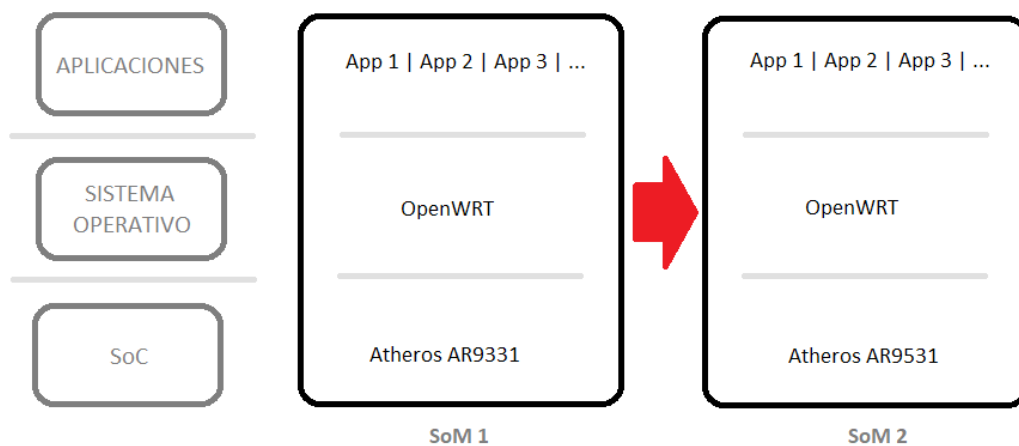 APLICACIONES
App 1 | App 2 | App 3 | ...
App 1 | App 2 | App 3 | ...
SISTEMA
OPERATIVO
OpenWRT
OpenWRT
SoC
Atheros AR9331
Atheros AR9531
SoM 1
SoM 2